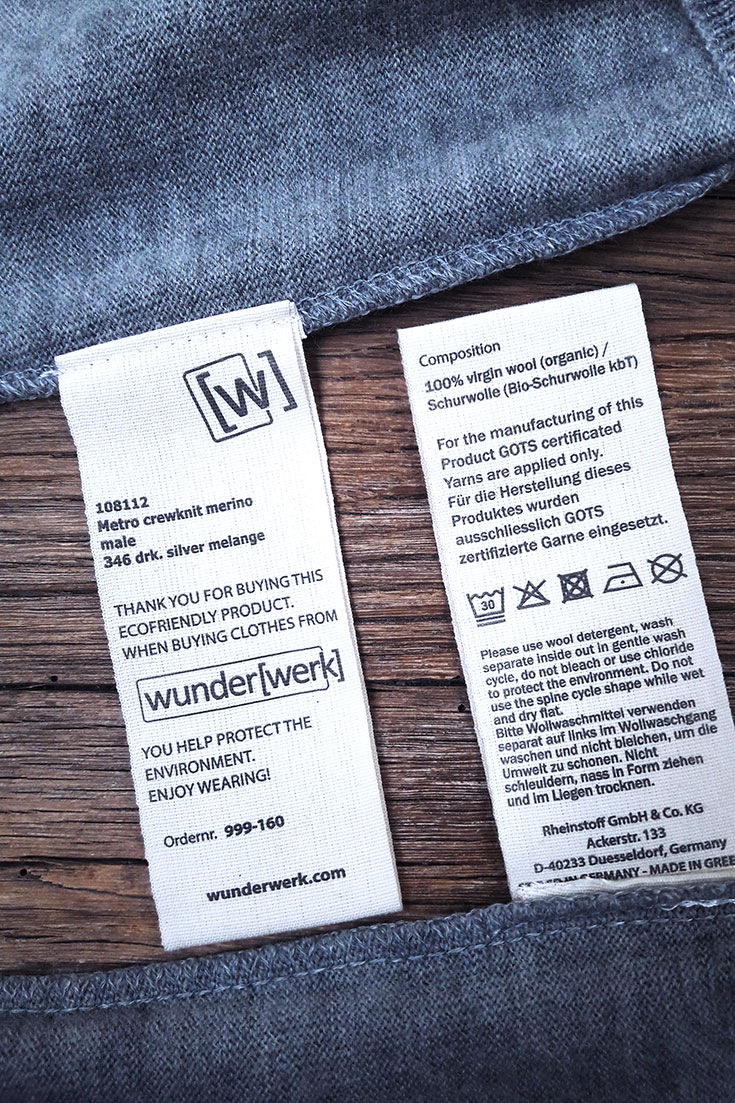 [w]
108112
Metro crewknit merino
male
346 drk. silver melange
THANK YOU FOR BUYING THIS
ECOFRIENDLY PRODUCT.
WHEN BUYING CLOTHES FROM
wunder[werk]
YOU HELP PROTECT THE
ENVIRONMENT.
ENJOY WEARING!
Ordernr. 999-160
wunderwerk.com
Composition
100% virgin wool (organic) /
Schurwolle (Bio-Schurwolle kbT)
For the manufacturing of this
Product GOTS certificated
Yarns are applied only.
Für die Herstellung dieses
Produktes wurden
ausschliesslich GOTS
zertifizierte Garne eingesetzt.
30
Please use wool detergent, wash
separate inside out in gentle wash
cycle, do not bleach or use chloride
to protect the environment. Do not
use the spine cycle shape while wet
and dry flat.
Bitte Wollwaschmittel verwenden
separat auf links im Wollwaschgang
waschen und nicht bleichen, um die
Umwelt zu schonen. Nicht
schleudern, nass in Form ziehen
und im Liegen trocknen.
Rheinstoff GmbH & Co. KG
Ackerstr. 133
D-40233 Duesseldorf, Germany
IN GERMANY - MADE IN GREE